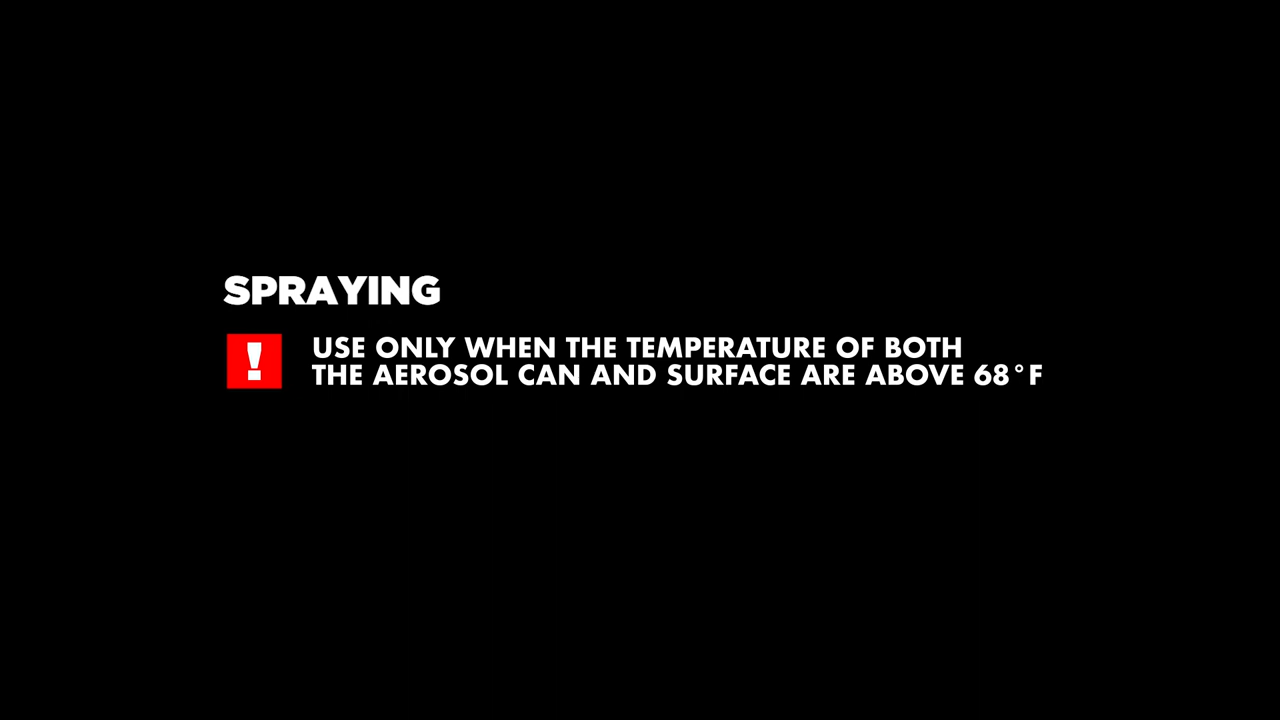 SPRAYING
! USE ONLY WHEN THE TEMPERATURE OF BOTH
THE AEROSOL CAN AND SURFACE ARE ABOVE 68°F